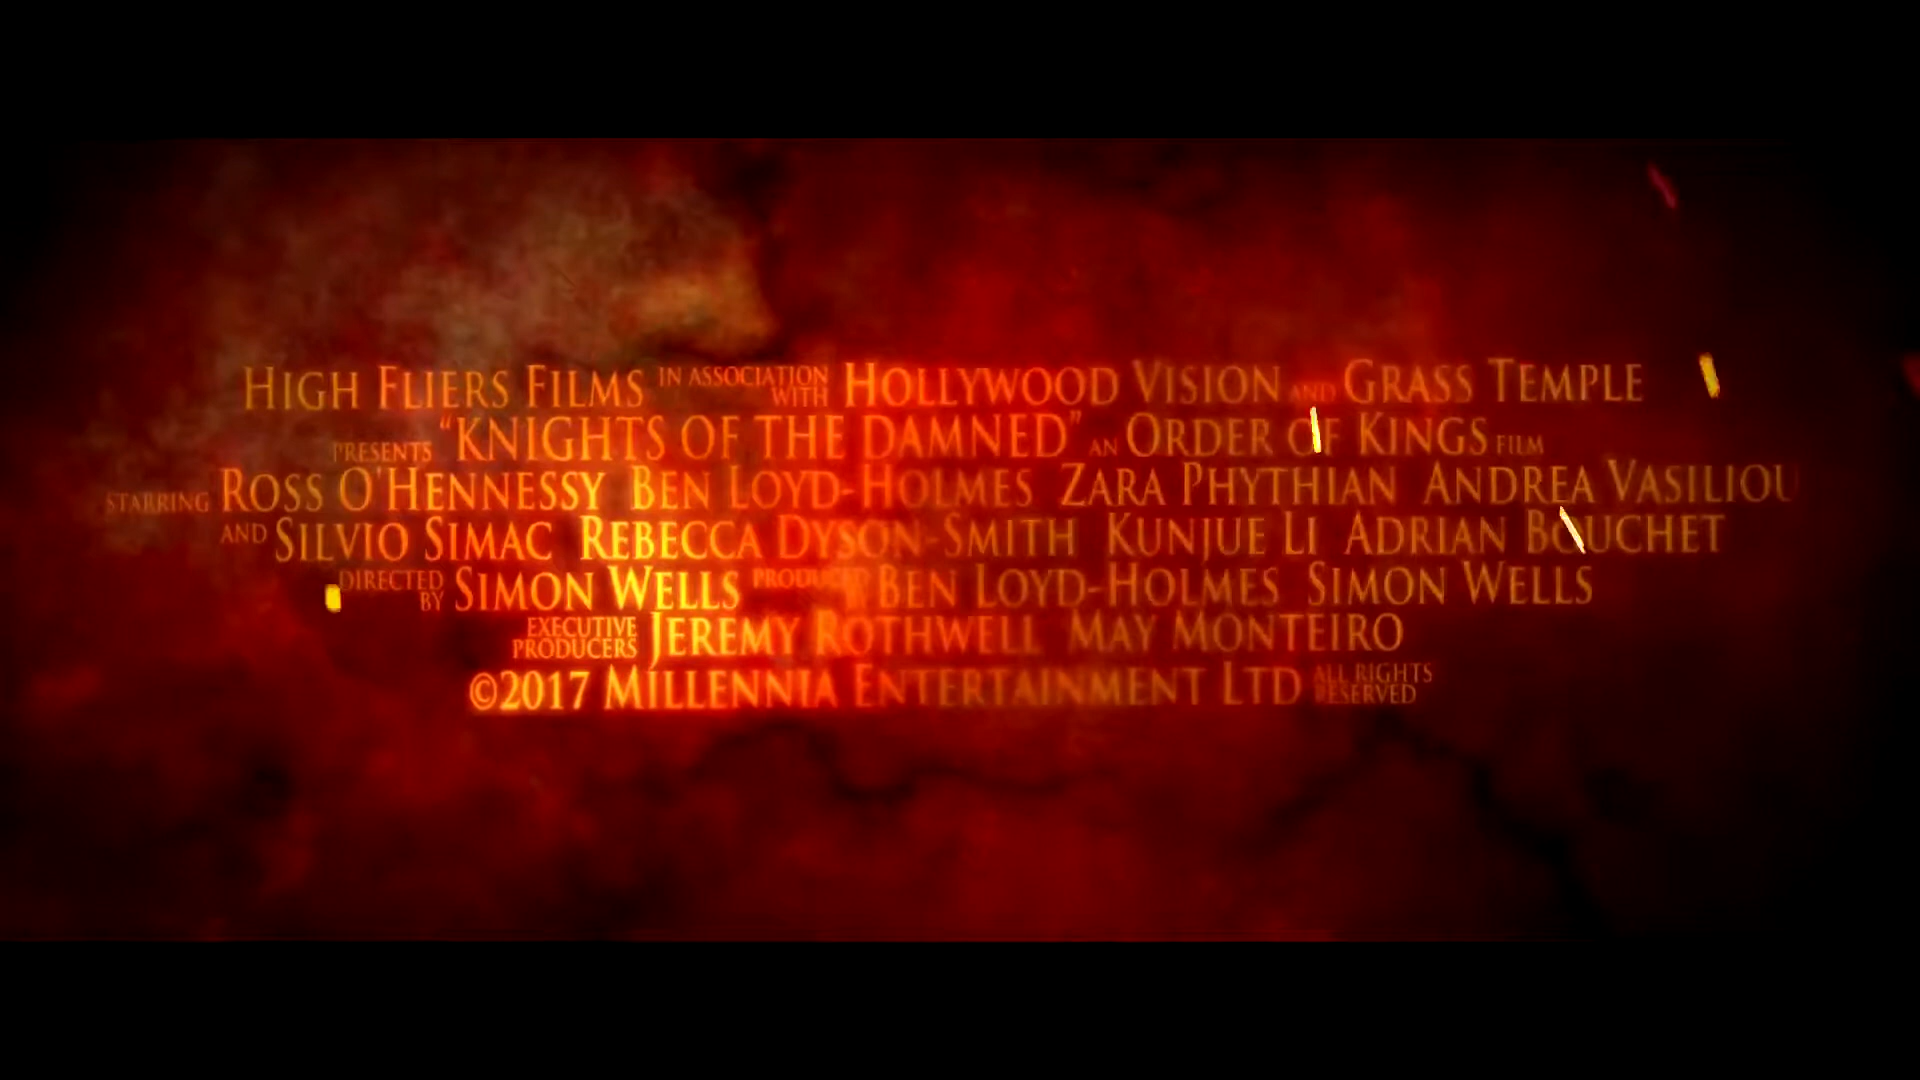 HIGH FLIERS FILMS IN ASSOCIATION WITH HOLLYWOOD VISION AND GRASS TEMPLE
PRESENTS "KNIGHTS OF THE DAMNED" AN ORDER OF KINGS FILM
STARRING ROSS O'HENNESSY BEN LOYD-HOLMES ZARA PHYTHIAN ANDREA VASILIOU
AND SILVIO SIMAC REBECCA DYSON-SMITH KUNJUE LI ADRIAN BOUCHET
DIRECTED BY SIMON WELLS PRODUCED BEN LOYD-HOLMES SIMON WELLS
EXECUTIVE PRODUCERS JEREMY ROTHWELL MAY MONTEIRO
©2017 MILLENNIA ENTERTAINMENT LTD ALL RIGHTS RESERVED